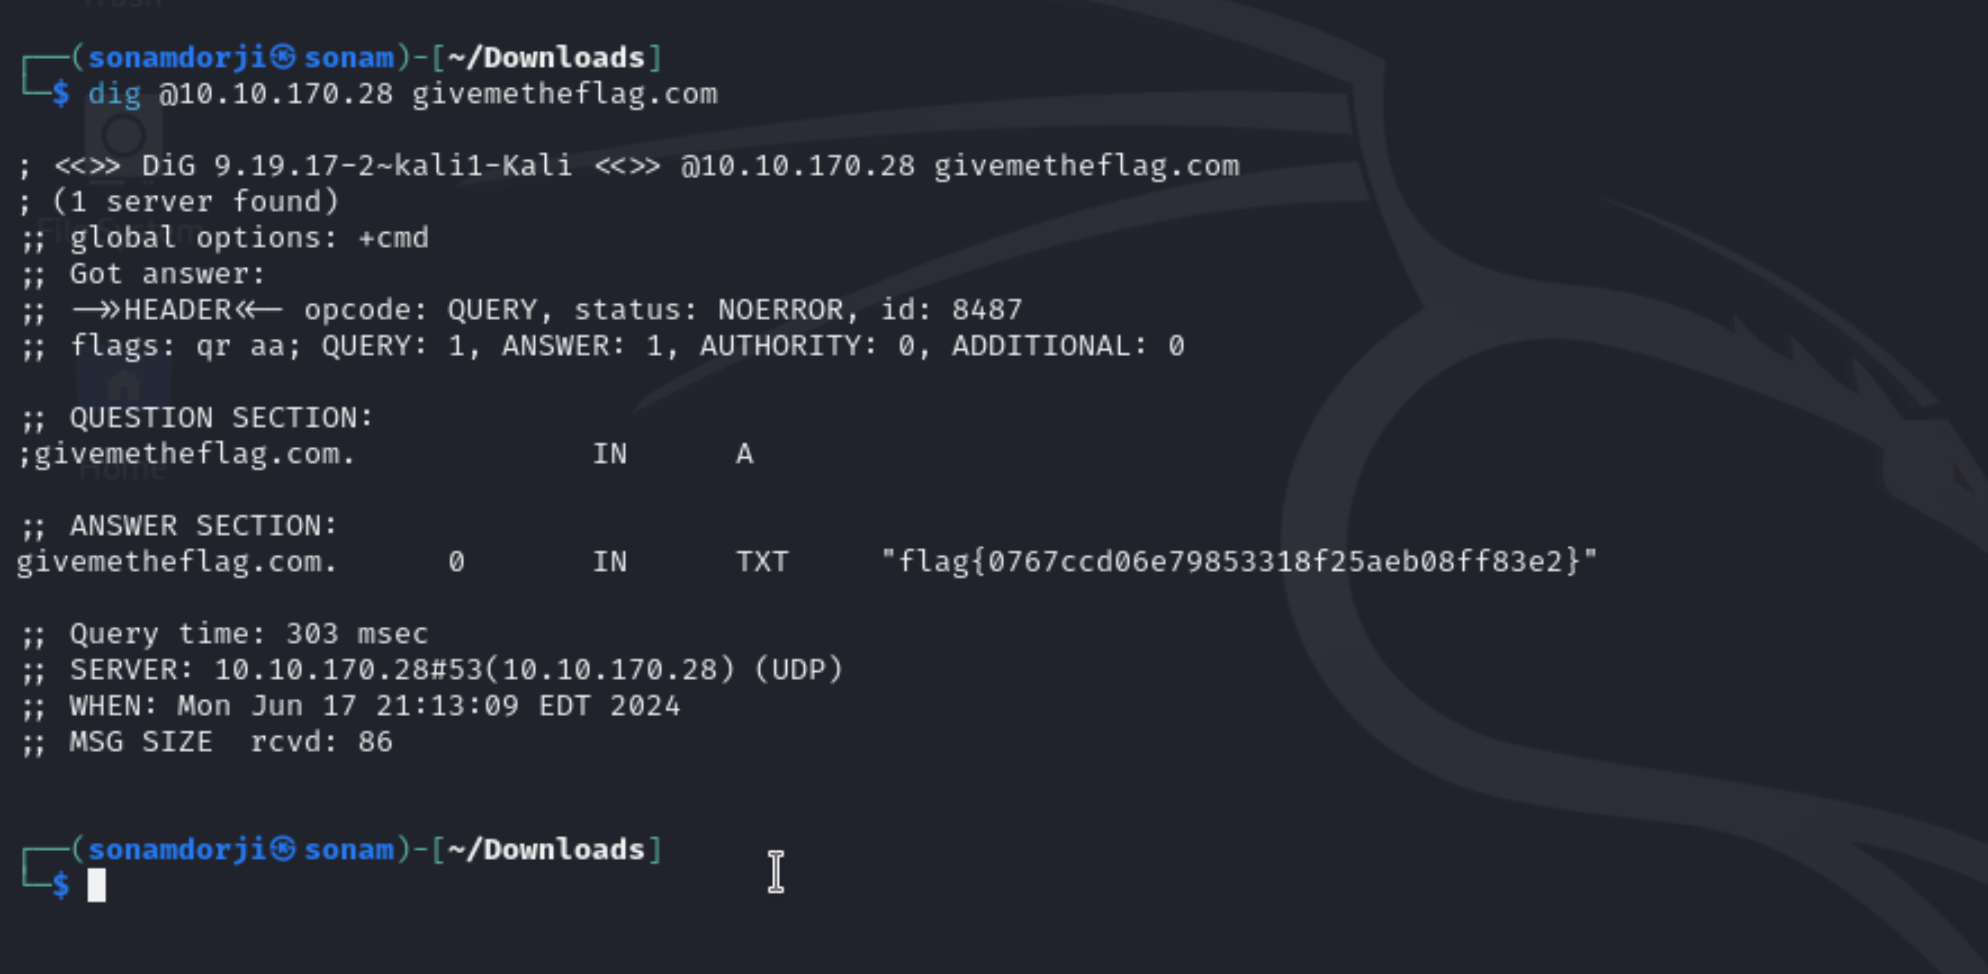 Trash
┌──(sonamdorji㉿sonam)-[~/Downloads]
└─$ dig @10.10.170.28 givemetheflag.com
; <<>> DiG 9.19.17-2~kali1-Kali <<>> @10.10.170.28 givemetheflag.com
; (1 server found)
File System
;; global options: +cmd
;; Got answer:
;; ->>HEADER<<- opcode: QUERY, status: NOERROR, id: 8487
;; flags: qr aa; QUERY: 1, ANSWER: 1, AUTHORITY: 0, ADDITIONAL: 0
;; QUESTION SECTION:
;givemetheflag.com. IN A
Home
;; ANSWER SECTION:
givemetheflag.com. 0 IN TXT "flag{0767ccd06e79853318f25aeb08ff83e2}"
;; Query time: 303 msec
;; SERVER: 10.10.170.28#53(10.10.170.28) (UDP)
;; WHEN: Mon Jun 17 21:13:09 EDT 2024
;; MSG SIZE rcvd: 86
┌──(sonamdorji㉿sonam)-[~/Downloads]
└─$